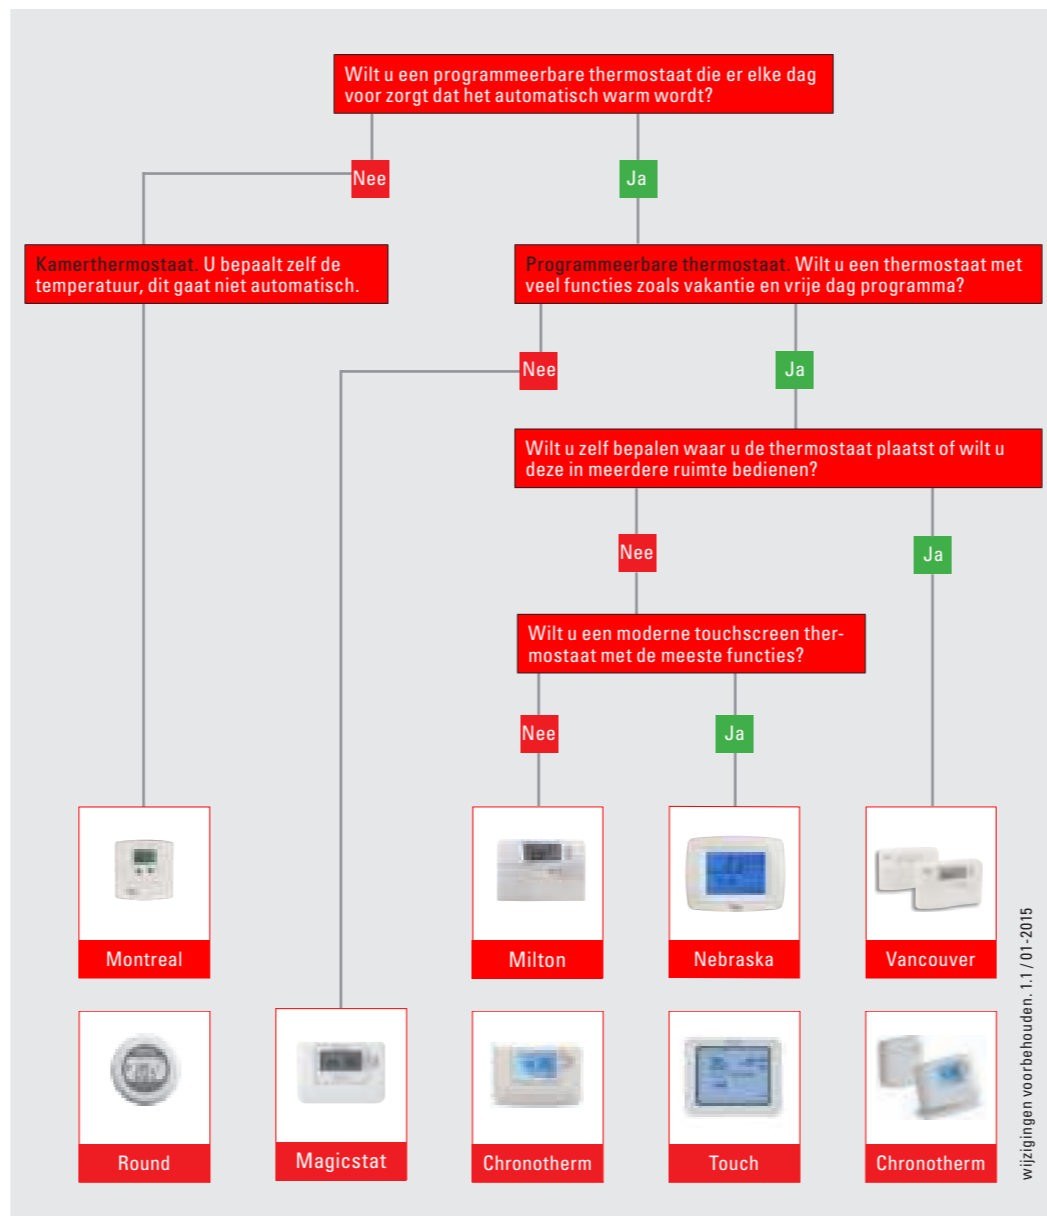 Wilt u een programmeerbare thermostaat die er elke dag
voor zorgt dat het automatisch warm wordt?
Nee
Ja
Kamerthermostaat. U bepaalt zelf de
temperatuur, dit gaat niet automatisch.
Programmeerbare thermostaat. Wilt u een thermostaat met
veel functies zoals vakantie en vrije dag programma?
Nee
Ja
Wilt u zelf bepalen waar u de thermostaat plaatst of wilt u
deze in meerdere ruimte bedienen?
Nee
Ja
Wilt u een moderne touchscreen ther-
mostaat met de meeste functies?
Nee
Ja
Montreal
Milton
Nebraska
Vancouver
Round
Magicstat
Chronotherm
Touch
Chronotherm
wijzigingen voorbehouden. 1.1 / 01-2015